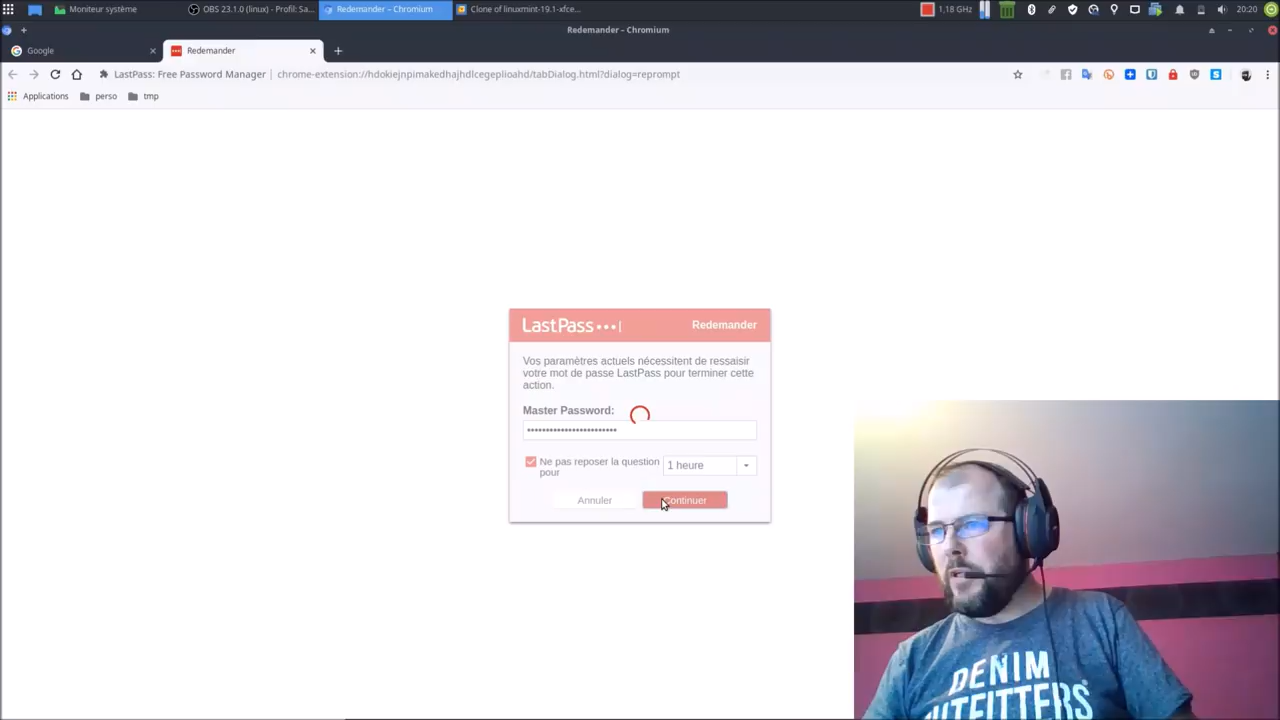 Moniteur système
OBS 23.1.0 (linux) - Profil: Sa...
Redemander – Chromium
Clone of linuxmint-19.1-xfce...
1,18 GHz
20:20
Redemander – Chromium
Google
Redemander
LastPass: Free Password Manager
chrome-extension://hdokiejnpimakedhajhdlcegeplioahd/tabDialog.html?dialog=reprompt
Applications
perso
tmp
LastPass
Redemander
Vos paramètres actuels nécessitent de ressaisir
votre mot de passe LastPass pour terminer cette
action.
Master Password:
Ne pas reposer la question
pour
1 heure
Annuler
Continuer
DENIM
OUTFITTERS